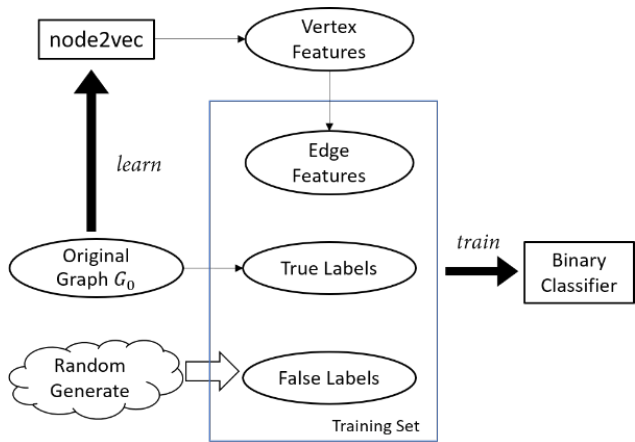 node2vec
Vertex
Features
learn
Edge
Features
Original
Graph G₀
True Labels
train
Binary
Classifier
Random
Generate
False Labels
Training Set